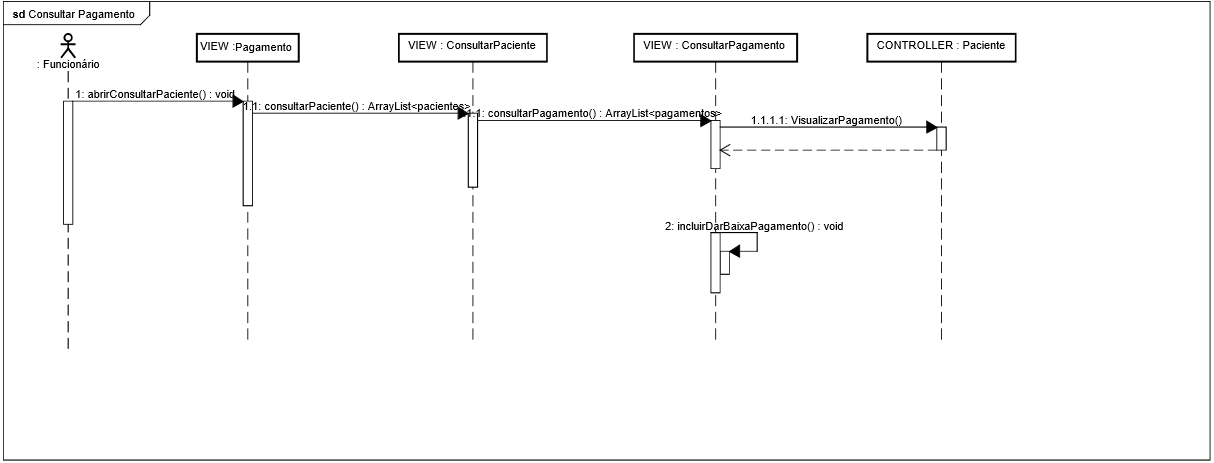 sd Consultar Pagamento
: Funcionário
VIEW :Pagamento
VIEW : ConsultarPaciente
VIEW : ConsultarPagamento
CONTROLLER : Paciente
1: abrirConsultarPaciente() : void
1.1: consultarPaciente() : ArrayList<pacientes>
1.1: consultarPagamento() : ArrayList<pagamentos>
1.1.1.1: VisualizarPagamento()
2: incluirDarBaixaPagamento() : void